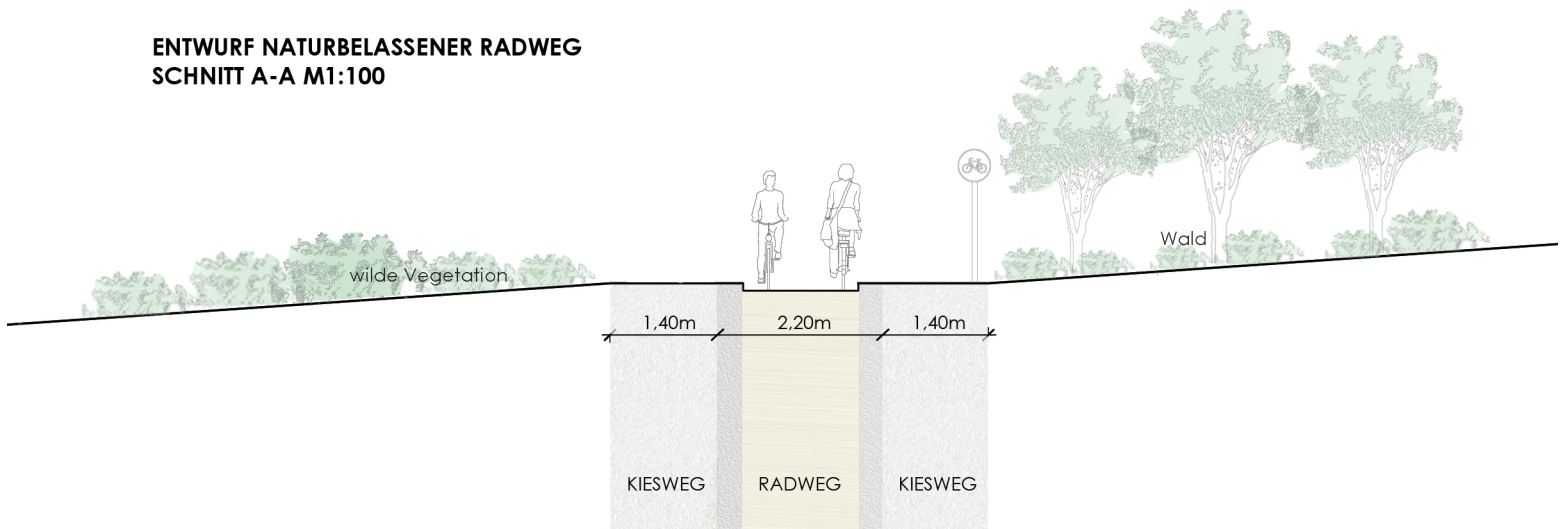 ENTWURF NATURBELASSENER RADWEG
SCHNITT A-A M1:100
Wald
wilde Vegetation
1,40m 2,20m 1,40m
KIESWEG RADWEG KIESWEG